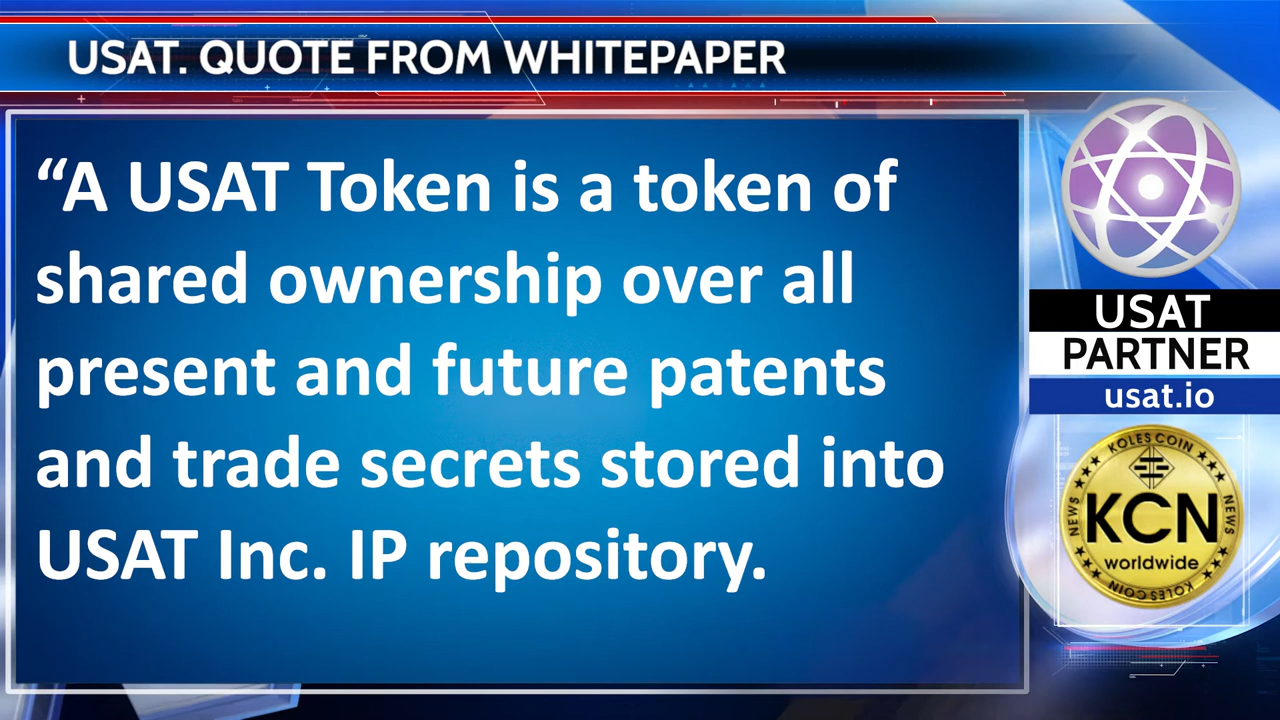 USAT. QUOTE FROM WHITEPAPER
“A USAT Token is a token of
shared ownership over all
present and future patents
and trade secrets stored into
USAT Inc. IP repository.
USAT
PARTNER
usat.io
KOLES COIN
NEWS
KCN
NEWS
worldwide
KOLES COIN